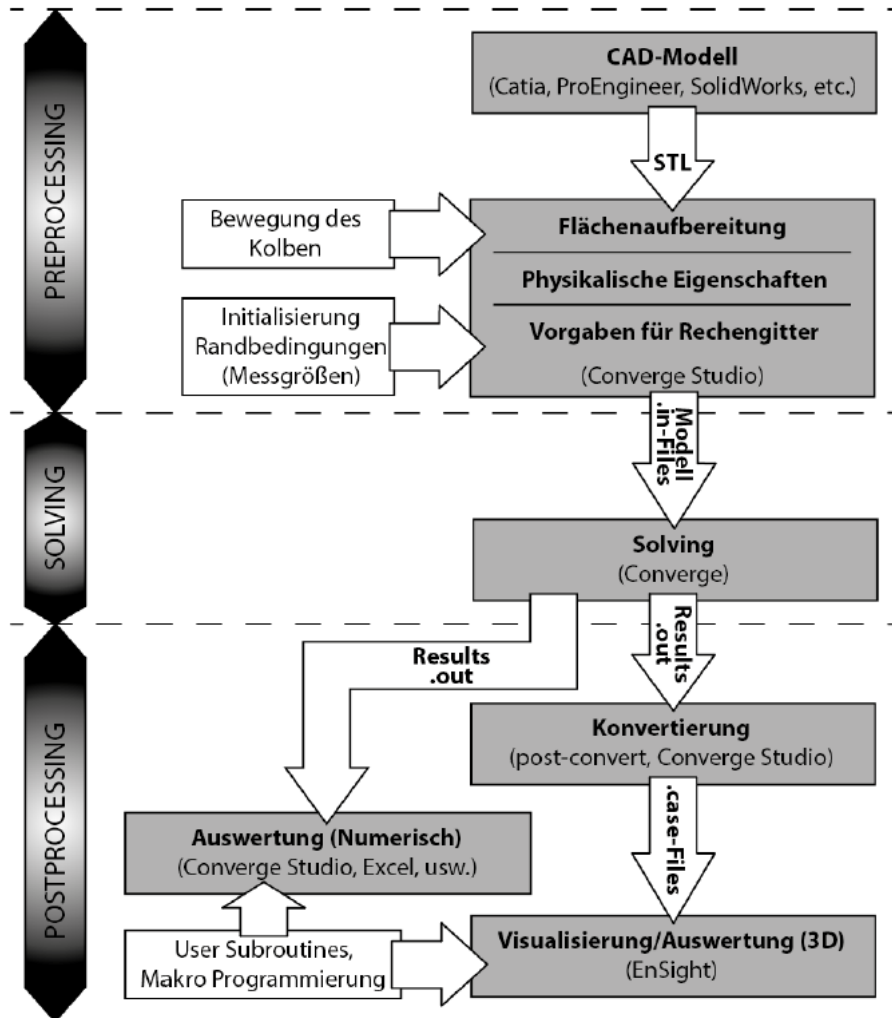 PREPROCESSING
CAD-Modell
(Catia, ProEngineer, SolidWorks, etc.)
STL
Bewegung des
Kolben
Flächenaufbereitung
Physikalische Eigenschaften
Initialisierung
Randbedingungen
(Messgrößen)
Vorgaben für Rechengitter
(Converge Studio)
Modell
.in-Files
SOLVING
Solving
(Converge)
POSTPROCESSING
Results
.out
Results
.out
Konvertierung
(post-convert, Converge Studio)
.case-Files
Auswertung (Numerisch)
(Converge Studio, Excel, usw.)
User Subroutines,
Makro Programmierung
Visualisierung/Auswertung (3D)
(EnSight)